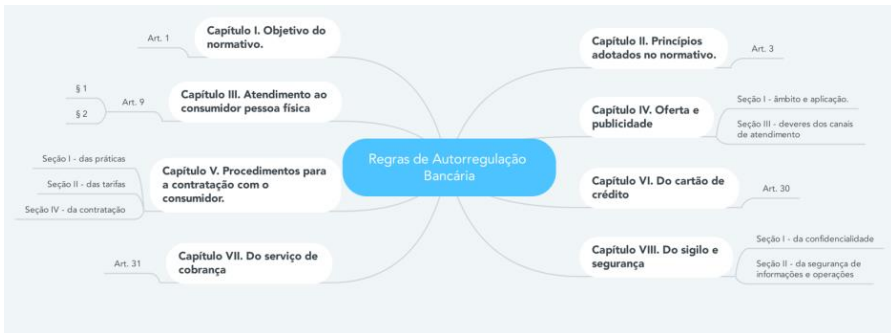 Regras de Autorregulação
Bancária
Capítulo I. Objetivo do
normativo.
Art. 1
Capítulo II. Princípios
adotados no normativo.
Art. 3
Capítulo III. Atendimento ao
consumidor pessoa física
Art. 9
§ 1
§ 2
Capítulo IV. Oferta e
publicidade
Seção I - âmbito e aplicação.
Seção III - deveres dos canais
de atendimento
Capítulo V. Procedimentos para
a contratação com o
consumidor.
Seção I - das práticas
Seção II - das tarifas
Seção IV - da contratação
Capítulo VI. Do cartão de
crédito
Art. 30
Capítulo VII. Do serviço de
cobrança
Art. 31
Capítulo VIII. Do sigilo e
segurança
Seção I - da confidencialidade
Seção II - da segurança de
informações e operações